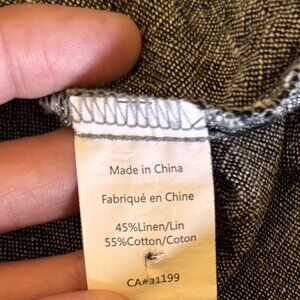 Made in China
Fabriqué en Chine
45%Linen/Lin
55%Cotton/Coton
CA#31199